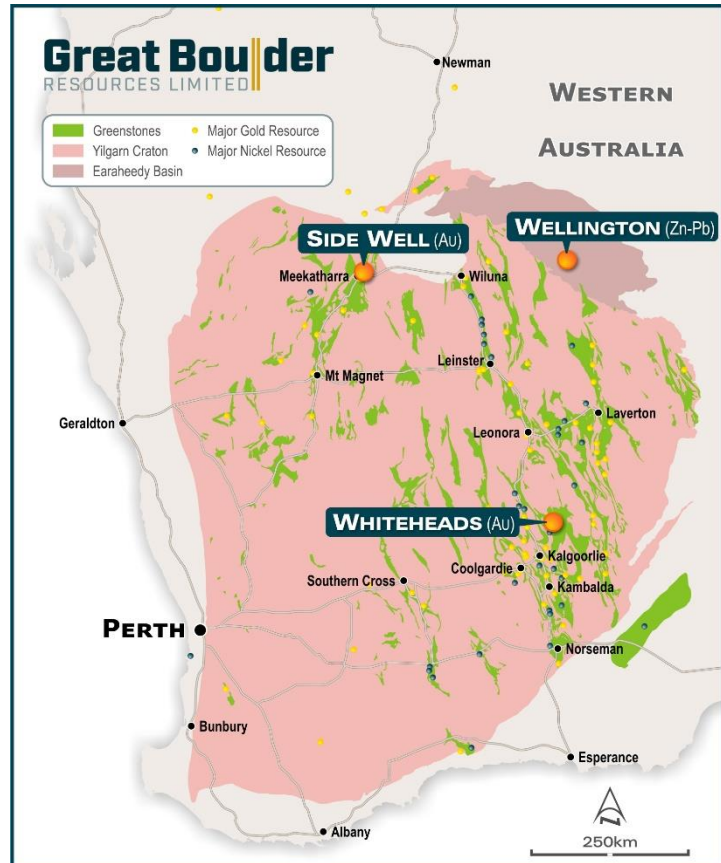 Great Boulder
RESOURCES LIMITED
Newman
WESTERN
AUSTRALIA
Greenstones
Major Gold Resource
Yilgarn Craton
Major Nickel Resource
Earaheedy Basin
SIDE WELL (Au)
WELLINGTON (Zn-Pb)
Meekatharra
Wiluna
Leinster
Mt Magnet
Geraldton
Laverton
Leonora
WHITEHEADS (Au)
Kalgoorlie
Coolgardie
Southern Cross
Kambalda
PERTH
Norseman
Bunbury
Esperance
Albany
N
250km